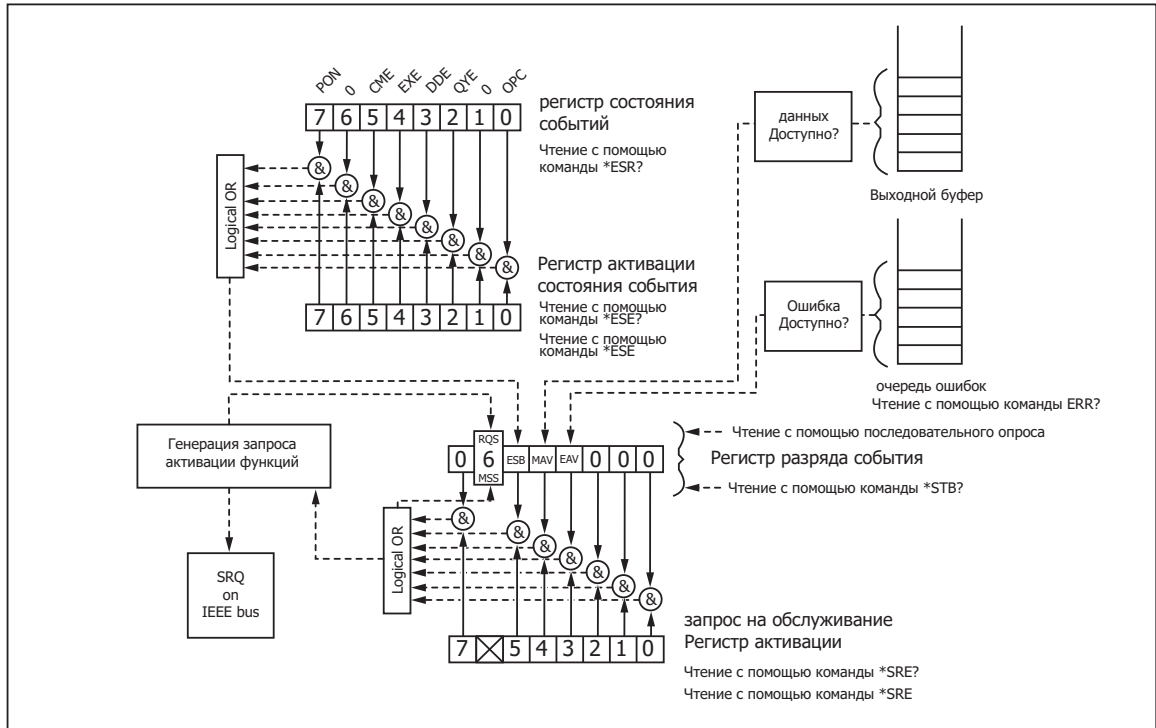 PON 0 CME EXE DDE QYE 0 OPC
7 6 5 4 3 2 1 0
регистр состояния
событий
Чтение с помощью
команды *ESR?
& & & & & & & &
Logical OR
Регистр активации
состояния события
Чтение с помощью
команды *ESE?
Чтение с помощью
команды *ESE
7 6 5 4 3 2 1 0
данных
Доступно?
Выходной буфер
Ошибка
Доступно?
очередь ошибок
Чтение с помощью команды ERR?
Генерация запроса
активации функций
SRQ
on
IEEE bus
RQS
0 6 ESB MAV EAV 0 0 0
MSS
Чтение с помощью последовательного опроса
Регистр разряда события
Чтение с помощью команды *STB?
Logical OR
& & & & & & &
7 5 4 3 2 1 0
запрос на обслуживание
Регистр активации
Чтение с помощью команды *SRE?
Чтение с помощью команды *SRE